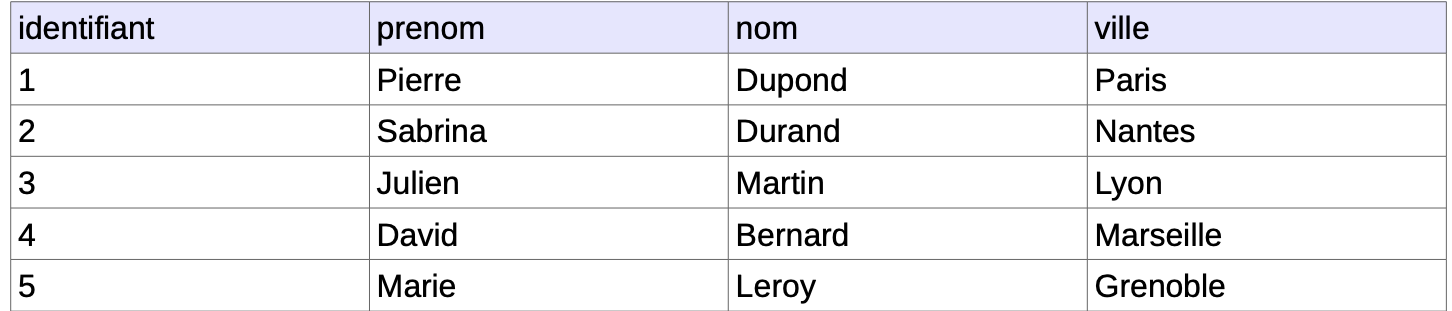 identifiant prenom nom ville
1 Pierre Dupond Paris
2 Sabrina Durand Nantes
3 Julien Martin Lyon
4 David Bernard Marseille
5 Marie Leroy Grenoble